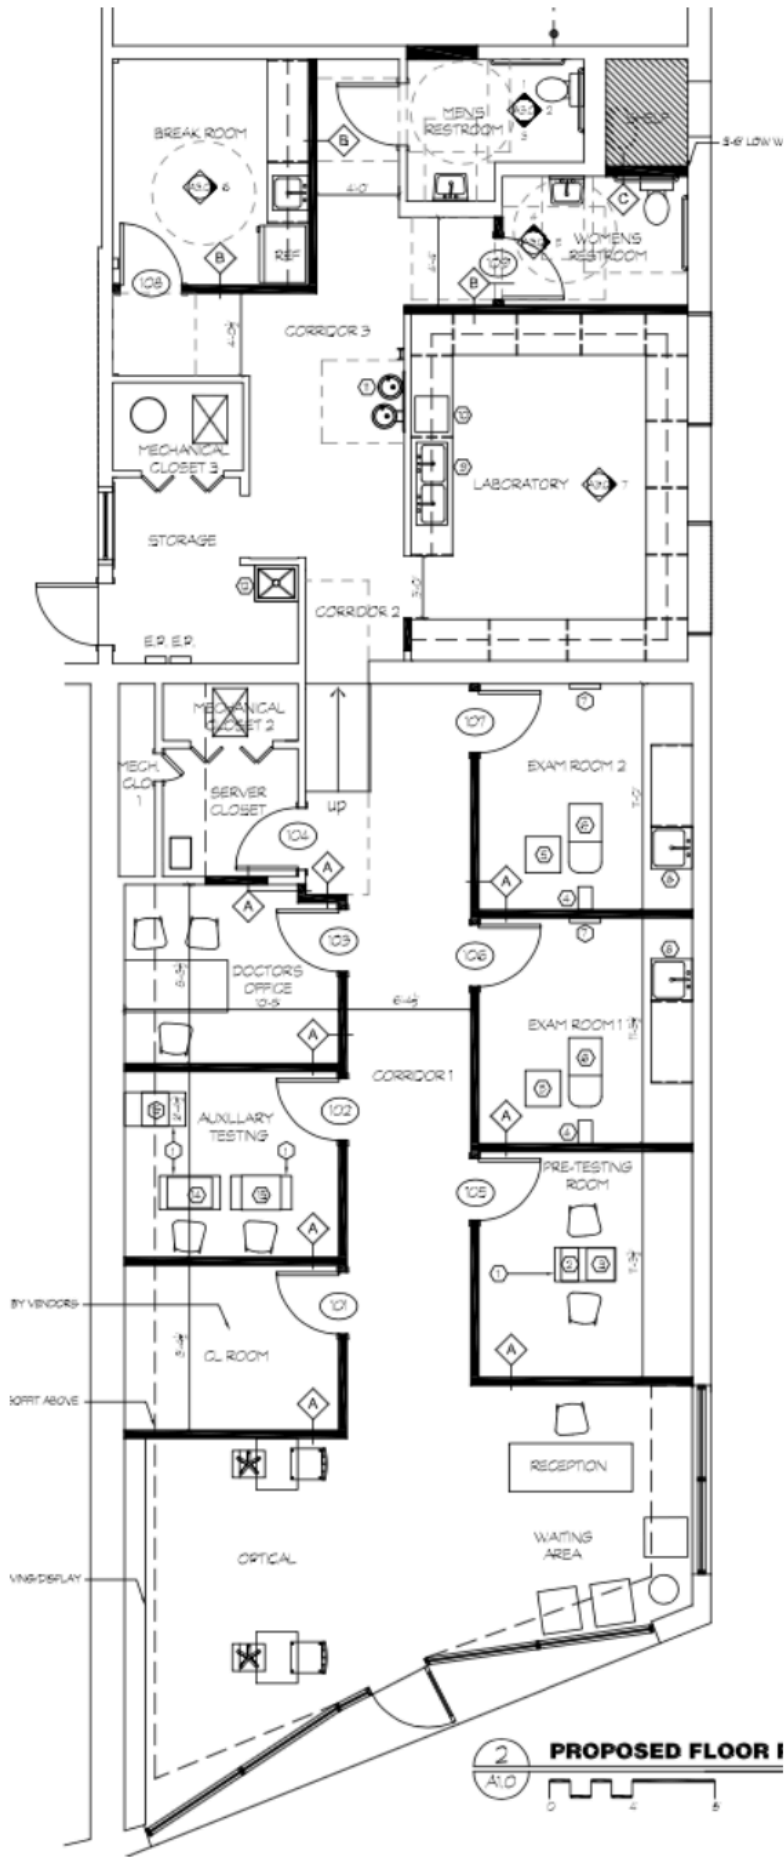 BREAK ROOM
MENS
RESTROOM
SHELF
WOMENS
RESTROOM
REF
108
109
B
B
B
C
4'-0"
CORRIDOR 3
MECHANICAL
CLOSET 3
LABORATORY
STORAGE
CORRIDOR 2
E.P. E.P.
MECHANICAL
CLOSET 2
MECH.
CLO.
1
SERVER
CLOSET
up
104
107
EXAM ROOM 2
A
A
A
103
DOCTORS
OFFICE
106
EXAM ROOM 1
A
CORRIDOR 1
102
AUXILLARY
TESTING
A
105
PRE-TESTING
ROOM
A
101
BY VENDORS
CL ROOM
A
A
SOFFIT ABOVE
RECEPTION
WAITING
AREA
OPTICAL
VING/DISPLAY
2
A1.0
PROPOSED FLOOR
0 4 8